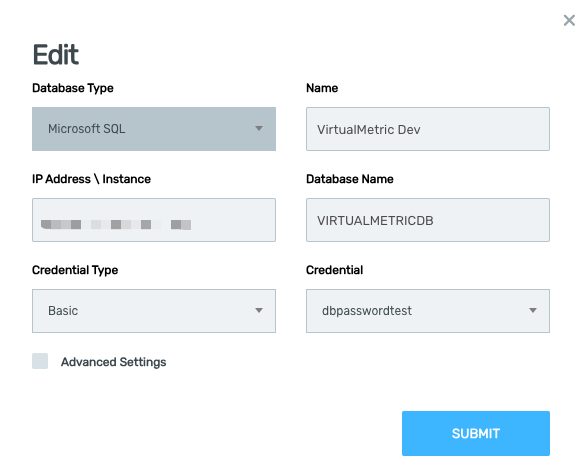 Edit
Database Type
Name
Microsoft SQL
VirtualMetric Dev
IP Address \ Instance
Database Name
VIRTUALMETRICDB
Credential Type
Credential
Basic
dbpasswordtest
Advanced Settings
SUBMIT